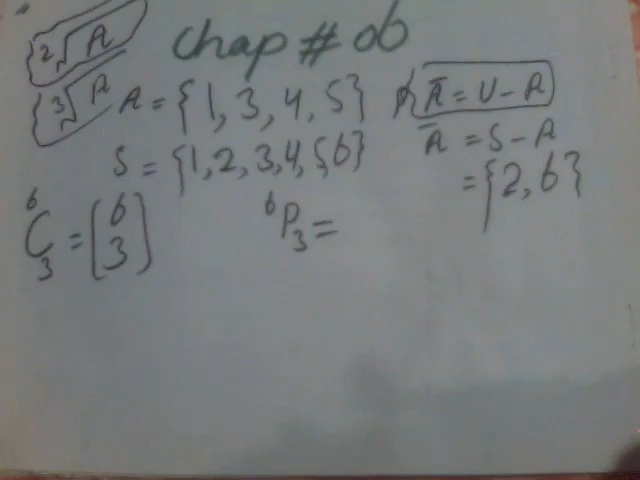 ²√A
Chap # 06
³√A
A = {1, 3, 4, 5}
Ā = U - A
Ā = S - A
S = {1, 2, 3, 4, 5, 6}
= {2, 6}
⁶C₃ = (6 3)
⁶P₃ =